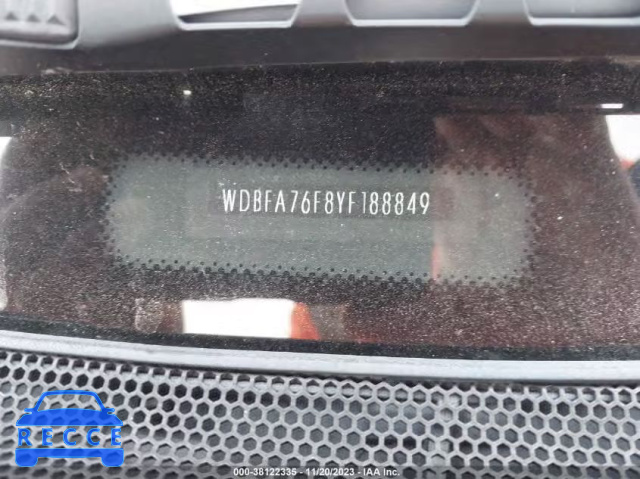 WDBFA76F8YF188849
RECCE
000-38122335 - 11/20/2023 - IAA Inc.